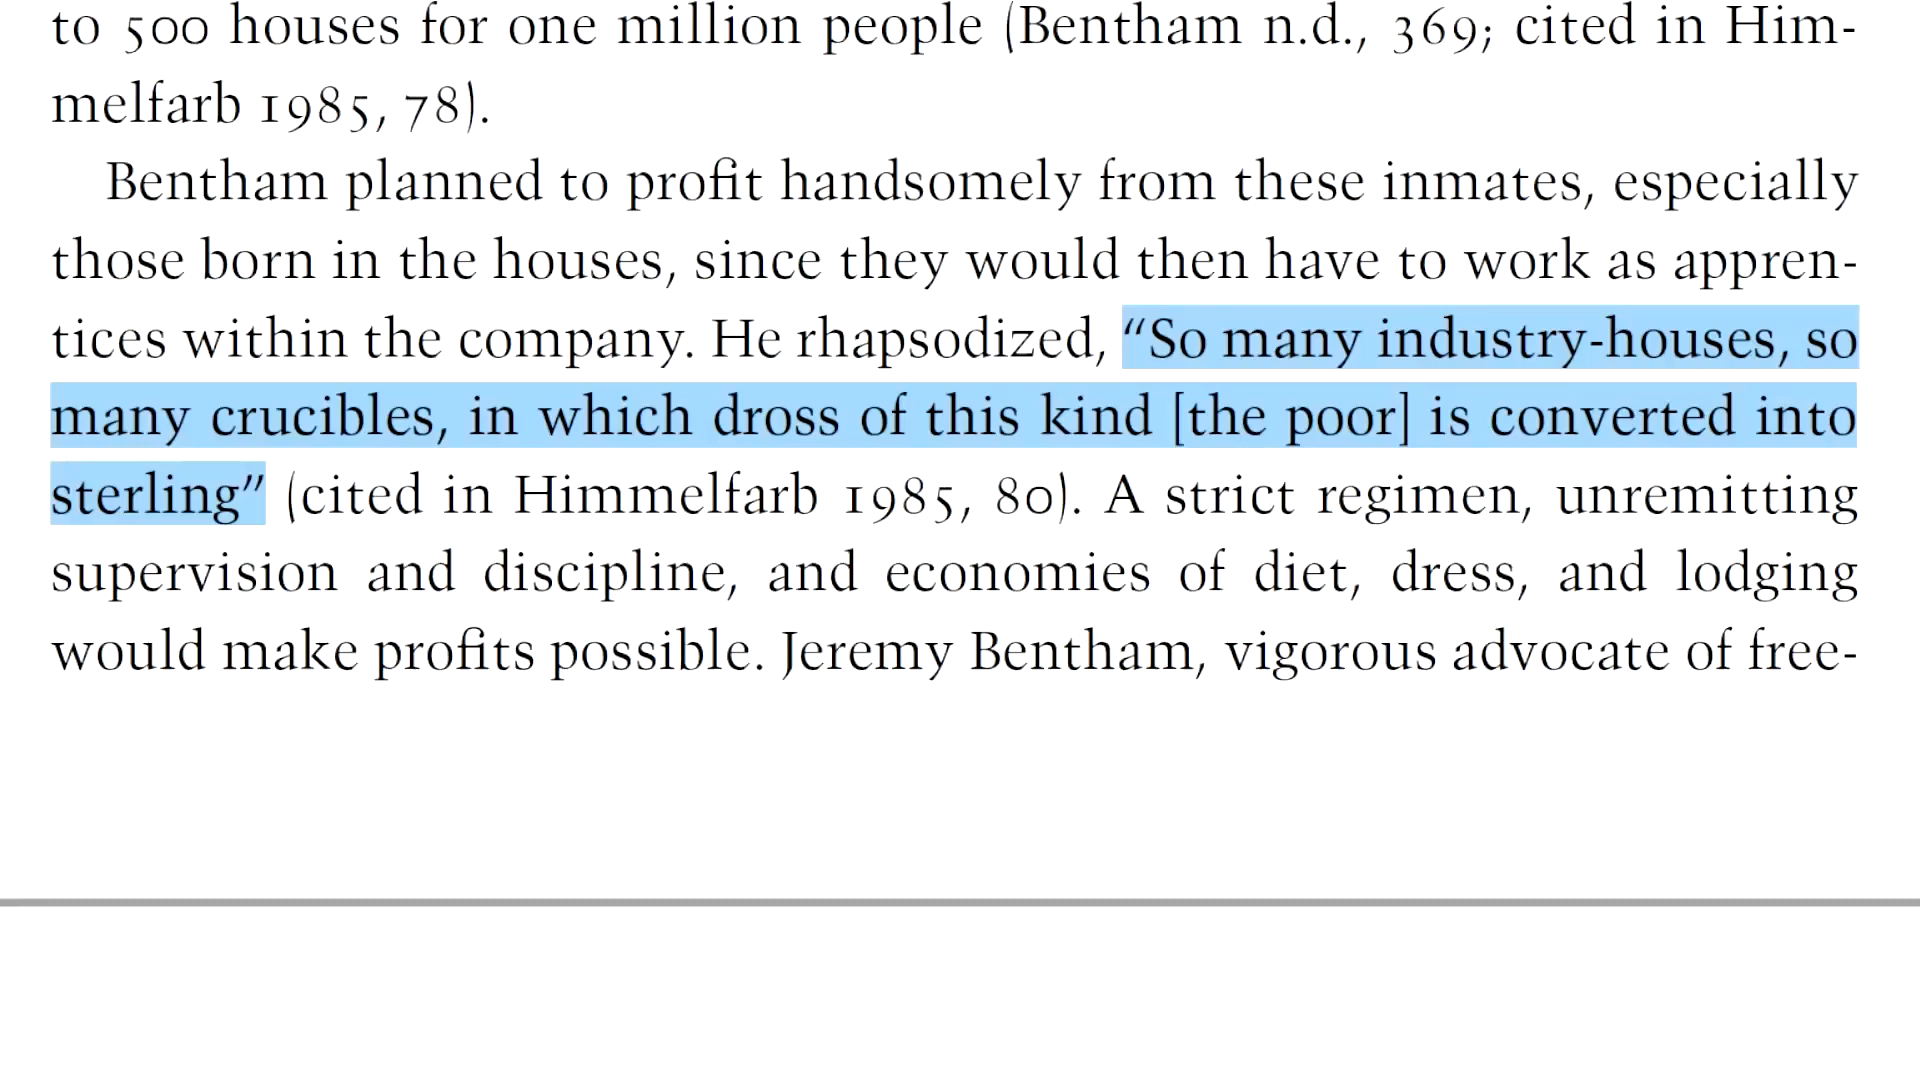 to 500 houses for one million people (Bentham n.d., 369; cited in Him-
melfarb 1985, 78).
Bentham planned to profit handsomely from these inmates, especially
those born in the houses, since they would then have to work as appren-
tices within the company. He rhapsodized, “So many industry-houses, so
many crucibles, in which dross of this kind [the poor] is converted into
sterling” (cited in Himmelfarb 1985, 80). A strict regimen, unremitting
supervision and discipline, and economies of diet, dress, and lodging
would make profits possible. Jeremy Bentham, vigorous advocate of free-